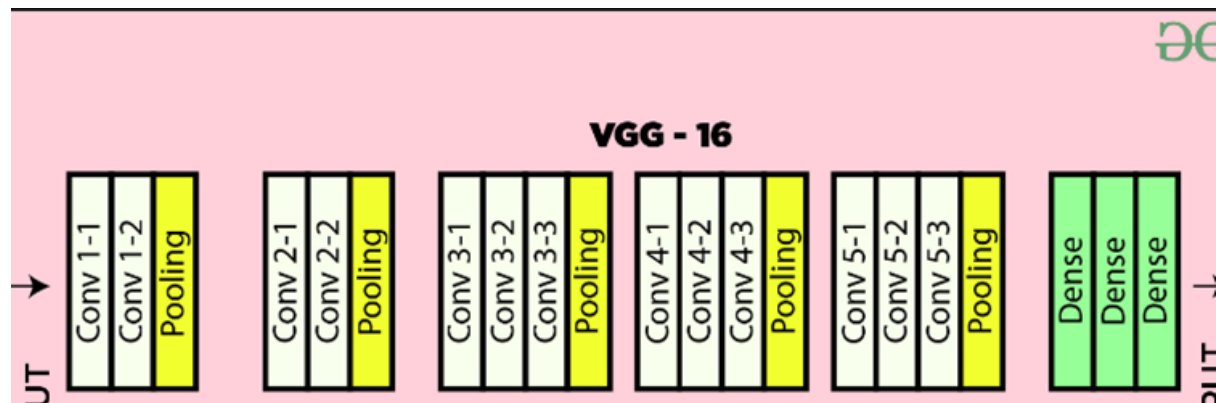 VGG - 16
Conv 1-1
Conv 1-2
Pooling
Conv 2-1
Conv 2-2
Pooling
Conv 3-1
Conv 3-2
Conv 3-3
Pooling
Conv 4-1
Conv 4-2
Conv 4-3
Pooling
Conv 5-1
Conv 5-2
Conv 5-3
Pooling
Dense
Dense
Dense